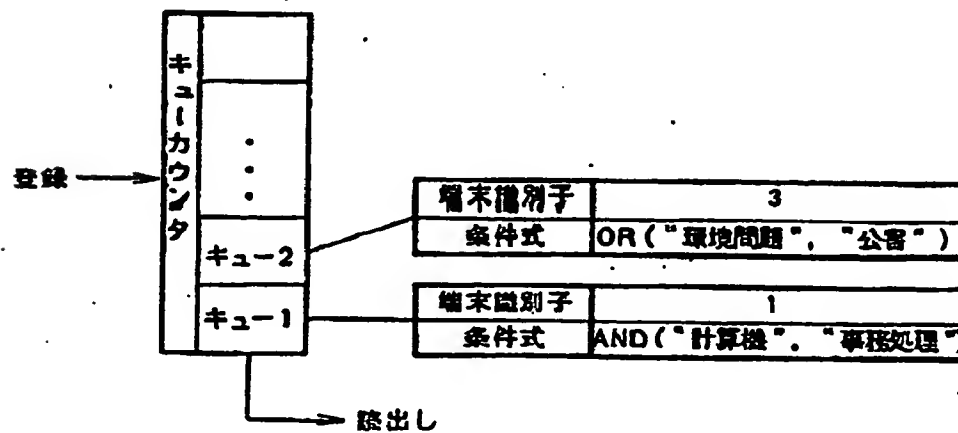 キューカウンタ
登録
キュー2
キュー1
端末識別子 3
条件式 OR("環境問題", "公害")
端末識別子 1
条件式 AND("計算機", "事務処理")
読出し